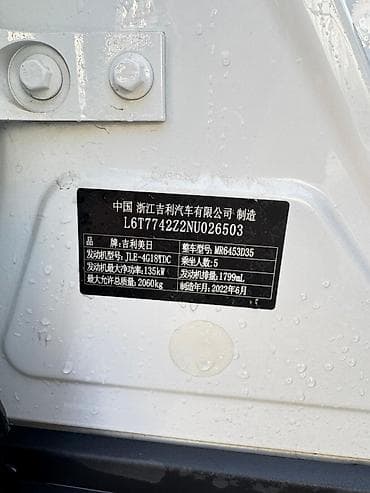 中国 浙江吉利汽车有限公司 制造
L6T7742Z2NU026503
品 牌:吉利美日 整车型号:MR6453D35
发动机型号:JLE-4G18TDC 乘坐人数:5
发动机最大净功率:135kW 发动机排量:1799mL
最大允许总质量:2060kg 制造年月:2022年6月